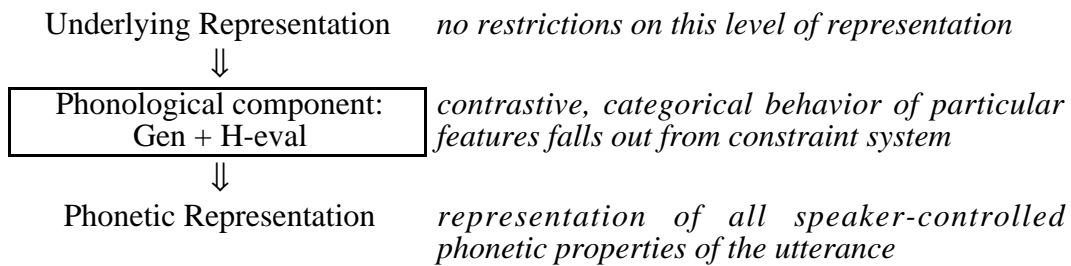 Underlying Representation no restrictions on this level of representation
⇓
Phonological component: contrastive, categorical behavior of particular
Gen + H-eval features falls out from constraint system
⇓
Phonetic Representation representation of all speaker-controlled
phonetic properties of the utterance